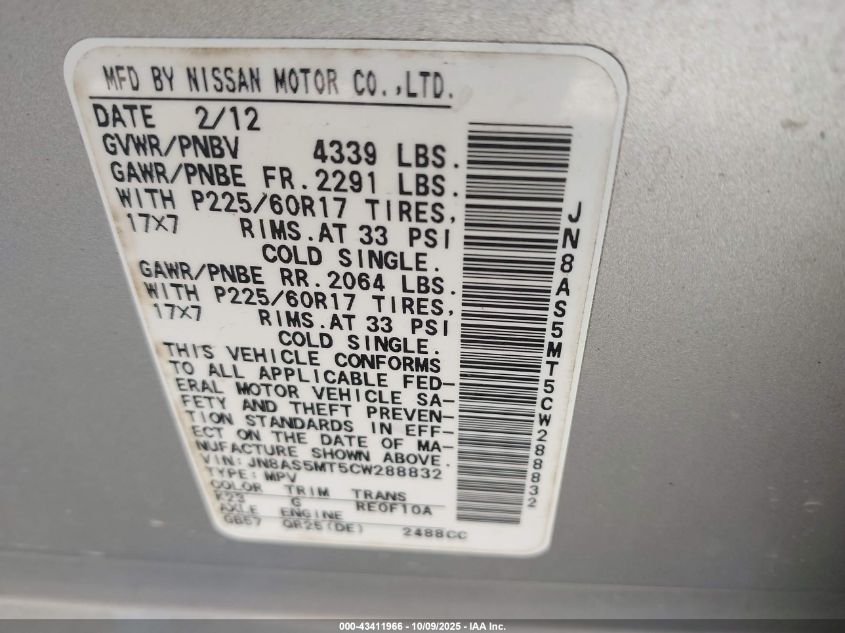 MFD BY NISSAN MOTOR CO.,LTD.
DATE 2/12
GVWR/PNBV 4339 LBS.
GAWR/PNBE FR. 2291 LBS.
WITH P225/60R17 TIRES,
17X7 RIMS.AT 33 PSI
COLD SINGLE.
GAWR/PNBE RR. 2064 LBS.
WITH P225/60R17 TIRES,
17X7 RIMS.AT 33 PSI
COLD SINGLE.
THIS VEHICLE CONFORMS
TO ALL APPLICABLE FED-
ERAL MOTOR VEHICLE SA-
FETY AND THEFT PREVEN-
TION STANDARDS IN EFF-
ECT ON THE DATE OF MA-
NUFACTURE SHOWN ABOVE.
VIN: JN8AS5MT5CW288832
TYPE: MPV
COLOR TRIM TRANS
K23 G RE0F10A
AXLE ENGINE
GB57 QR25(DE) 2488CC
JN8AS5MT5CW288832
000-43411966 - 10/09/2025 - IAA Inc.